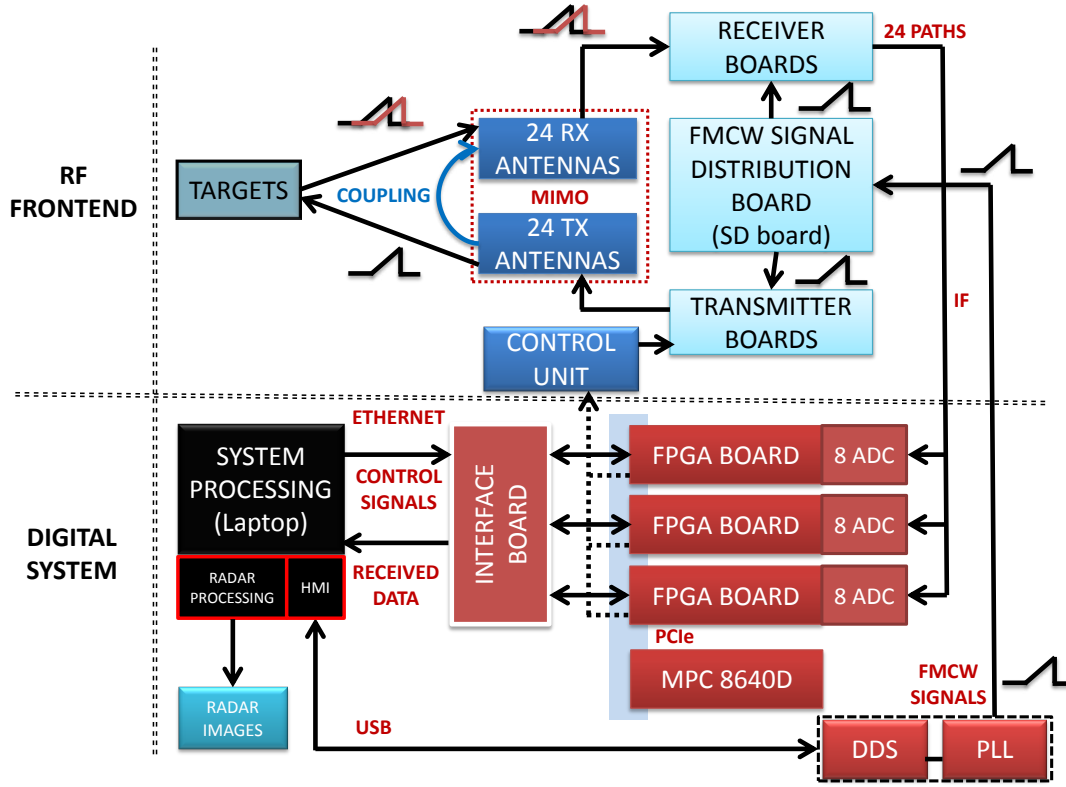 RECEIVER
BOARDS
24 PATHS
24 RX
ANTENNAS
FMCW SIGNAL
DISTRIBUTION
BOARD
(SD board)
RF
FRONTEND
TARGETS
COUPLING
MIMO
24 TX
ANTENNAS
TRANSMITTER
BOARDS
IF
CONTROL
UNIT
ETHERNET
SYSTEM
PROCESSING
(Laptop)
CONTROL
SIGNALS
INTERFACE
BOARD
FPGA BOARD
8 ADC
FPGA BOARD
8 ADC
DIGITAL
SYSTEM
RADAR
PROCESSING
HMI
RECEIVED
DATA
FPGA BOARD
8 ADC
PCIe
MPC 8640D
FMCW
SIGNALS
RADAR
IMAGES
USB
DDS
PLL